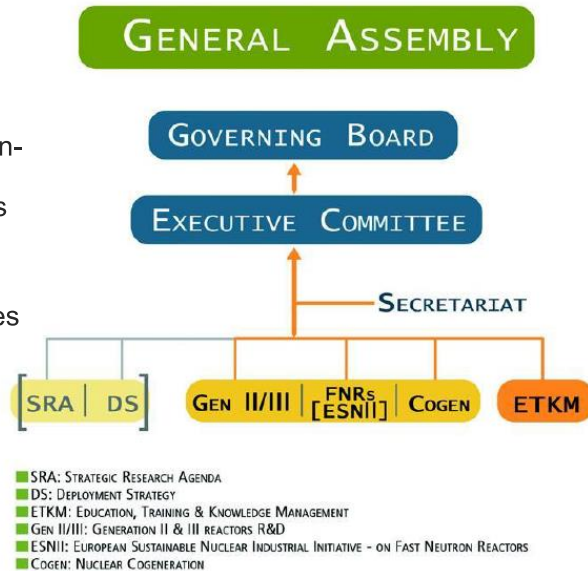 GENERAL ASSEMBLY
GOVERNING BOARD
n-
EXECUTIVE COMMITTEE
s
SECRETARIAT
es
[SRA | DS]
GEN II/III | FNRs [ESNII] | COGEN
ETKM
SRA: STRATEGIC RESEARCH AGENDA
DS: DEPLOYMENT STRATEGY
ETKM: EDUCATION, TRAINING & KNOWLEDGE MANAGEMENT
GEN II/III: GENERATION II & III REACTORS R&D
ESNII: EUROPEAN SUSTAINABLE NUCLEAR INDUSTRIAL INITIATIVE - ON FAST NEUTRON REACTORS
COGEN: NUCLEAR COGENERATION